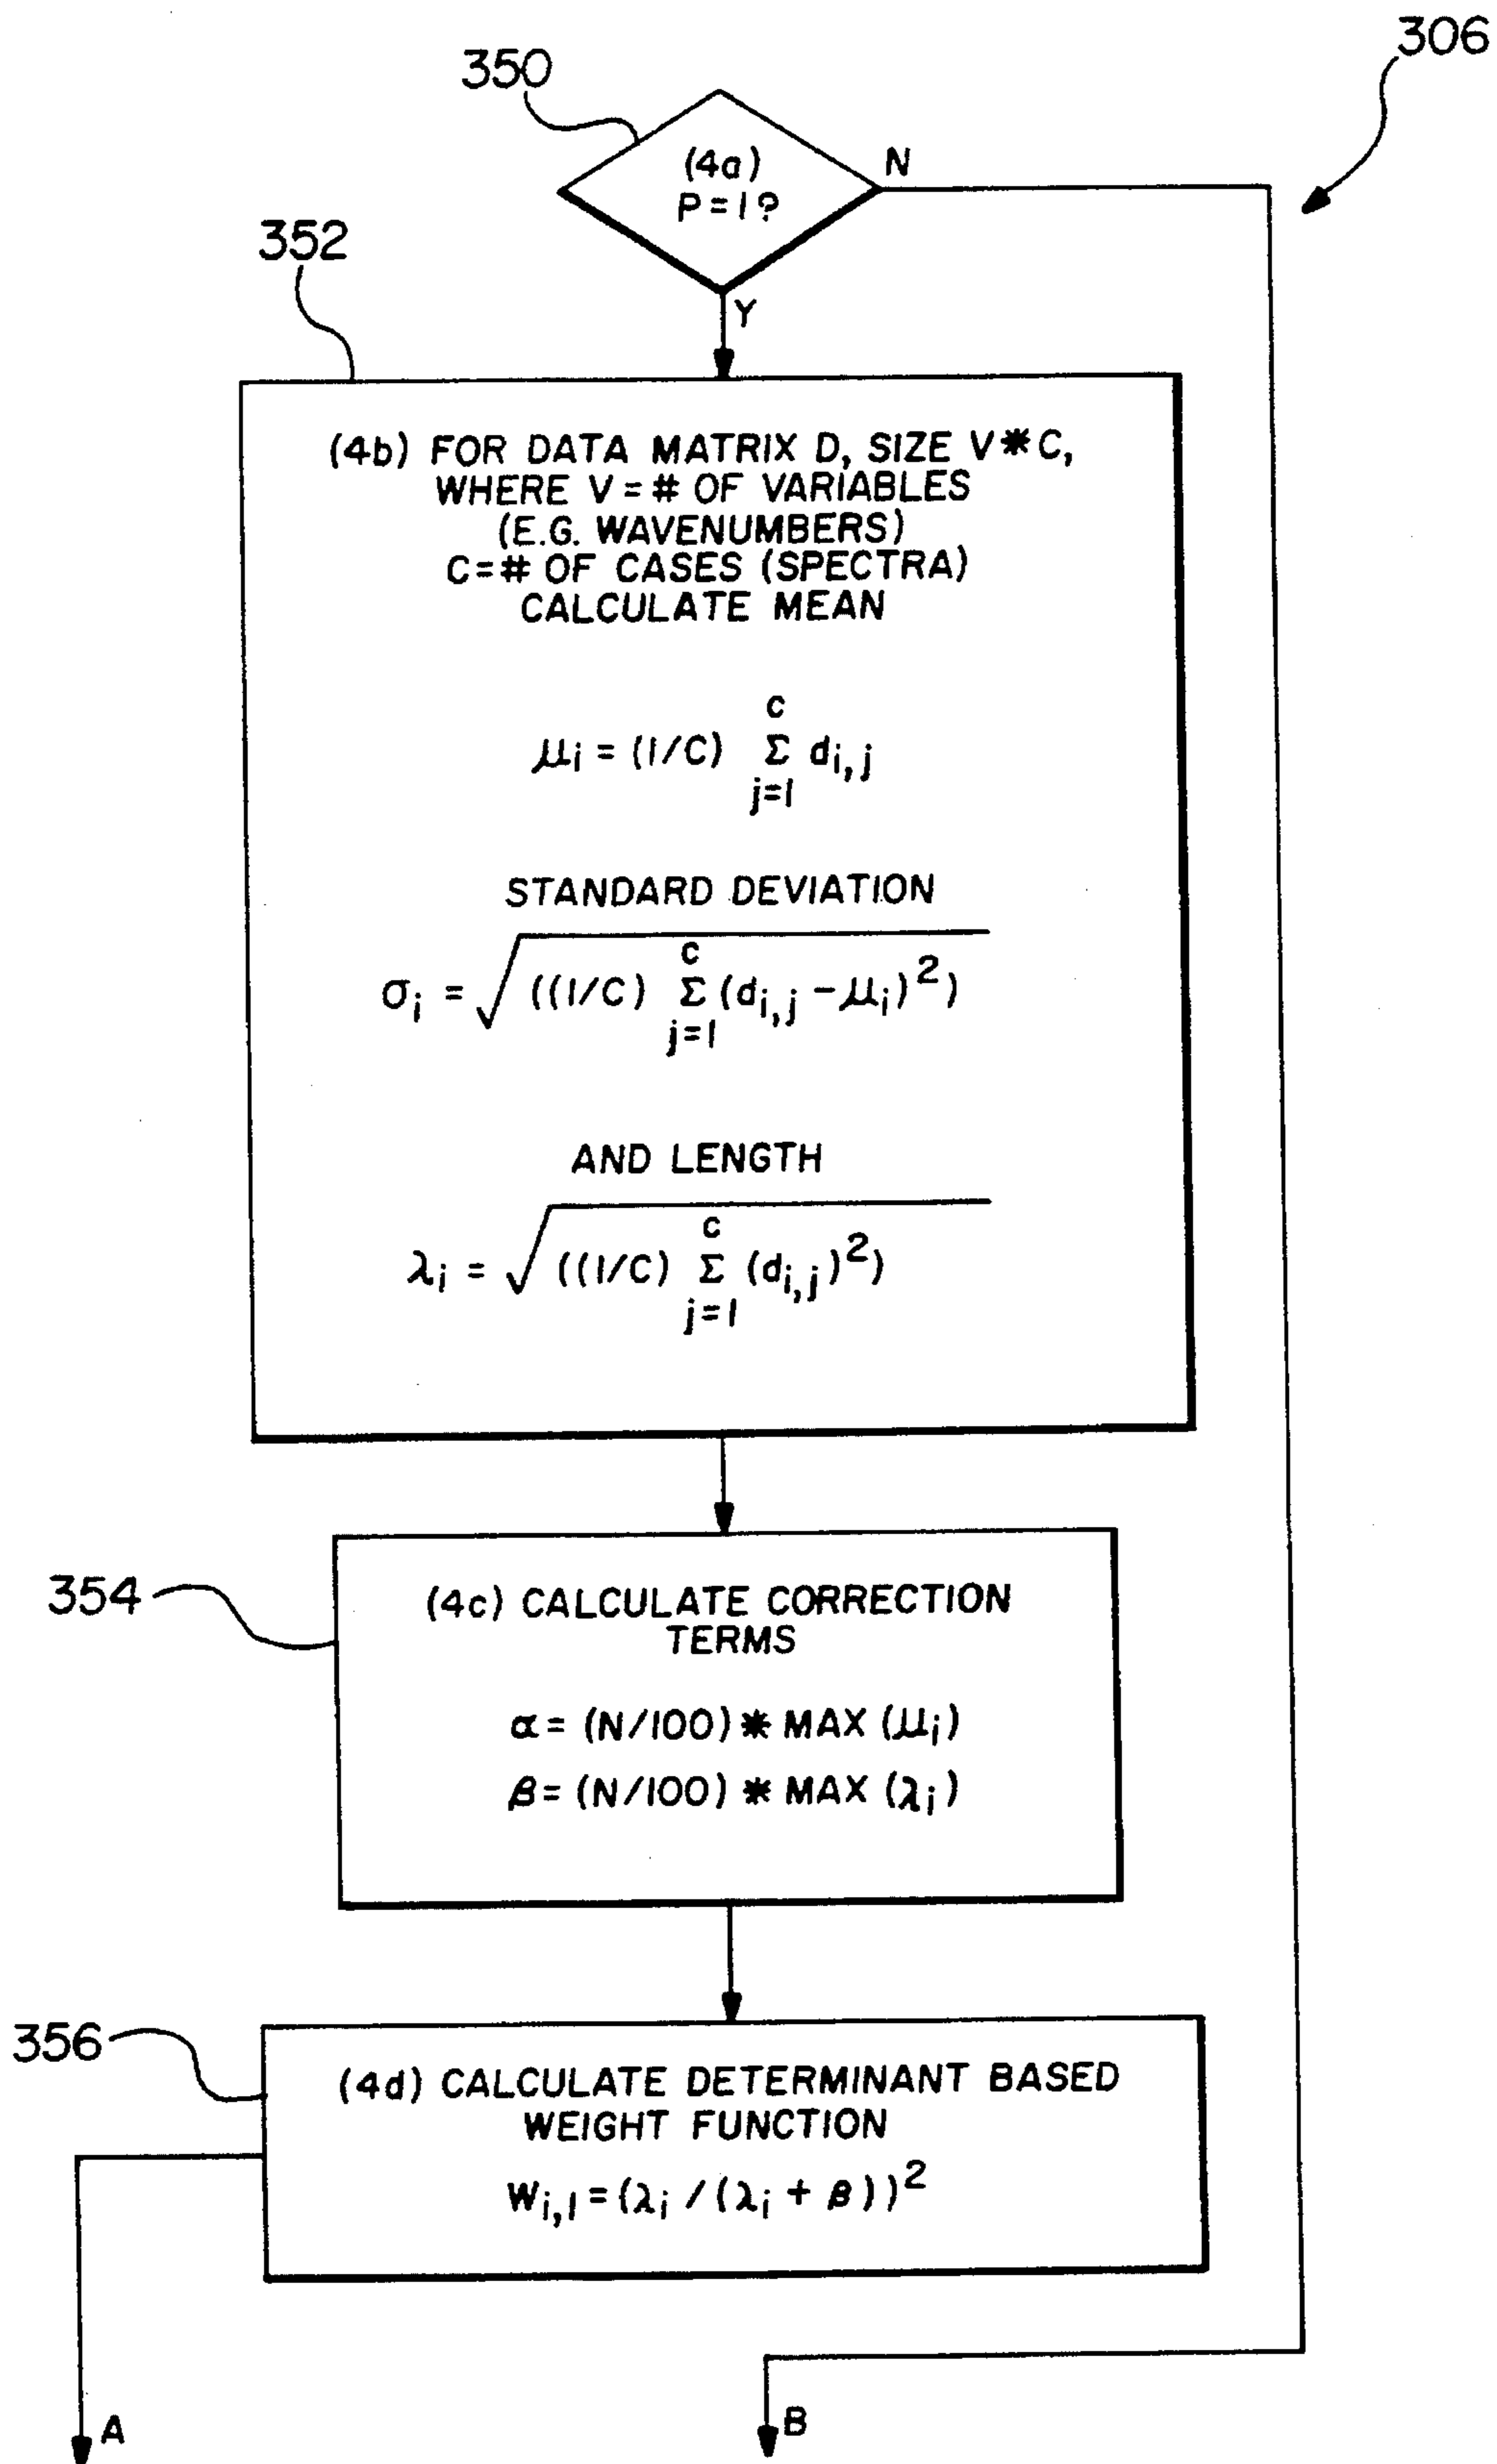 306
350
(4a)
P=1?
N
Y
352
(4b) FOR DATA MATRIX D, SIZE V*C,
WHERE V=# OF VARIABLES
(E.G. WAVENUMBERS)
C=# OF CASES (SPECTRA)
CALCULATE MEAN
μi = (1/C) Σ di,j
c
j=1
STANDARD DEVIATION
σi = √((1/C) Σ (di,j - μi)²)
c
j=1
AND LENGTH
λi = √((1/C) Σ (di,j)²)
c
j=1
354
(4c) CALCULATE CORRECTION
TERMS
α = (N/100) * MAX (μi)
β = (N/100) * MAX (λi)
356
(4d) CALCULATE DETERMINANT BASED
WEIGHT FUNCTION
Wi,1 = (λi / (λi + β))²
A
B